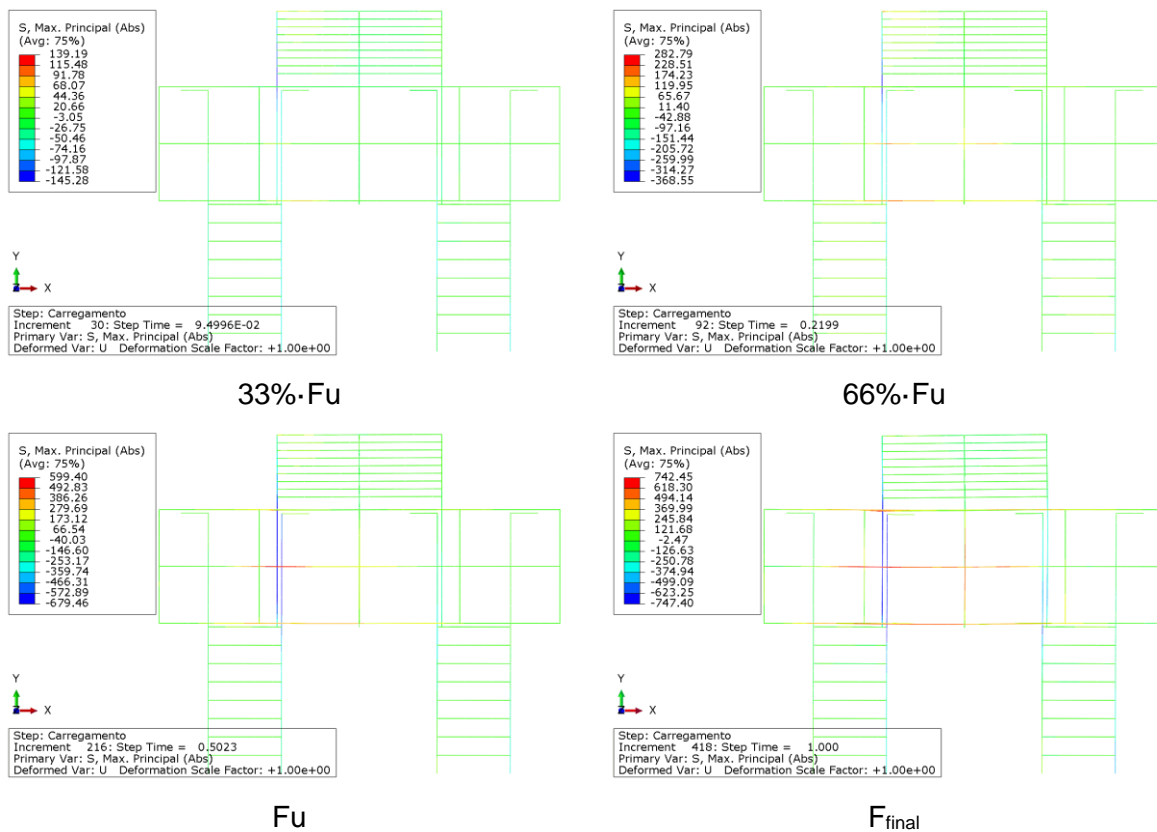 S, Max. Principal (Abs)
(Avg: 75%)
139.19
115.48
91.78
68.07
44.36
20.66
-3.05
-26.75
-50.46
-74.16
-97.87
-121.58
-145.28
Y
X
Step: Carregamento
Increment 30: Step Time = 9.4996E-02
Primary Var: S, Max. Principal (Abs)
Deformed Var: U Deformation Scale Factor: +1.00e+00
33%·Fu
S, Max. Principal (Abs)
(Avg: 75%)
282.79
228.51
174.23
119.95
65.67
11.40
-42.88
-97.16
-151.44
-205.72
-259.99
-314.27
-368.55
Y
X
Step: Carregamento
Increment 92: Step Time = 0.2199
Primary Var: S, Max. Principal (Abs)
Deformed Var: U Deformation Scale Factor: +1.00e+00
66%·Fu
S, Max. Principal (Abs)
(Avg: 75%)
599.40
492.83
386.26
279.69
173.12
66.54
-40.03
-146.60
-253.17
-359.74
-466.31
-572.89
-679.46
Y
X
Step: Carregamento
Increment 216: Step Time = 0.5023
Primary Var: S, Max. Principal (Abs)
Deformed Var: U Deformation Scale Factor: +1.00e+00
Fu
S, Max. Principal (Abs)
(Avg: 75%)
742.45
618.30
494.14
369.99
245.84
121.68
-2.47
-126.63
-250.78
-374.94
-499.09
-623.25
-747.40
Y
X
Step: Carregamento
Increment 418: Step Time = 1.000
Primary Var: S, Max. Principal (Abs)
Deformed Var: U Deformation Scale Factor: +1.00e+00
Ffinal